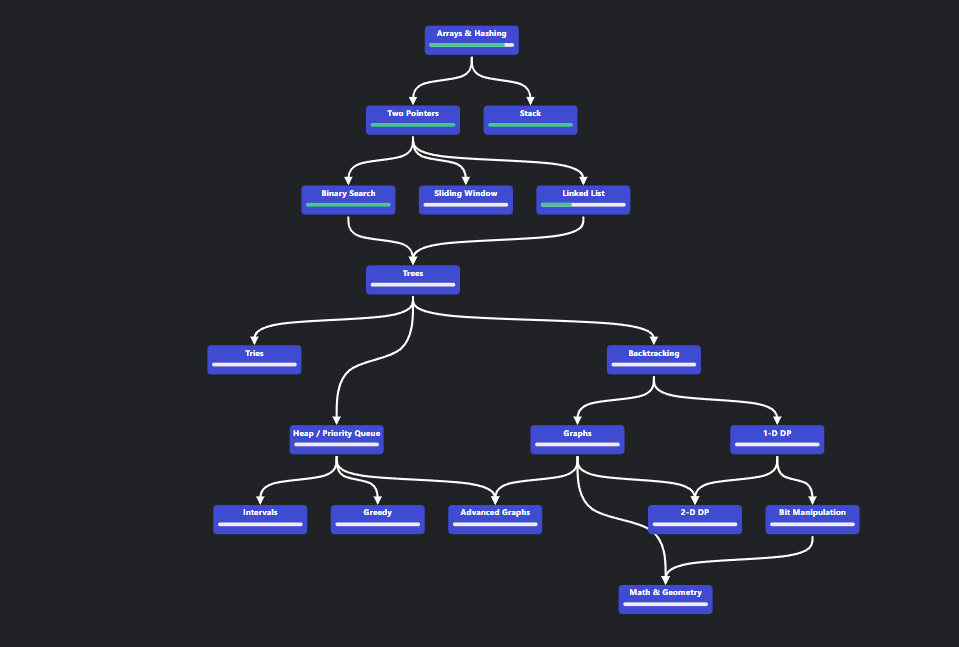 Arrays & Hashing
Two Pointers
Stack
Binary Search
Sliding Window
Linked List
Trees
Tries
Backtracking
Heap / Priority Queue
Graphs
1-D DP
Intervals
Greedy
Advanced Graphs
2-D DP
Bit Manipulation
Math & Geometry